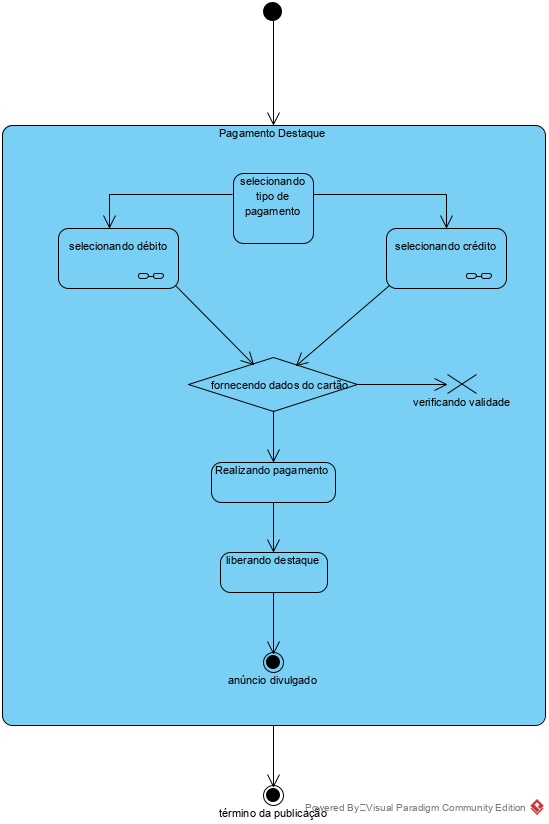 Pagamento Destaque
selecionando
tipo de
pagamento
selecionando débito
selecionando crédito
fornecendo dados do cartão
verificando validade
Realizando pagamento
liberando destaque
anúncio divulgado
Powered By Visual Paradigm Community Edition
término da publicação